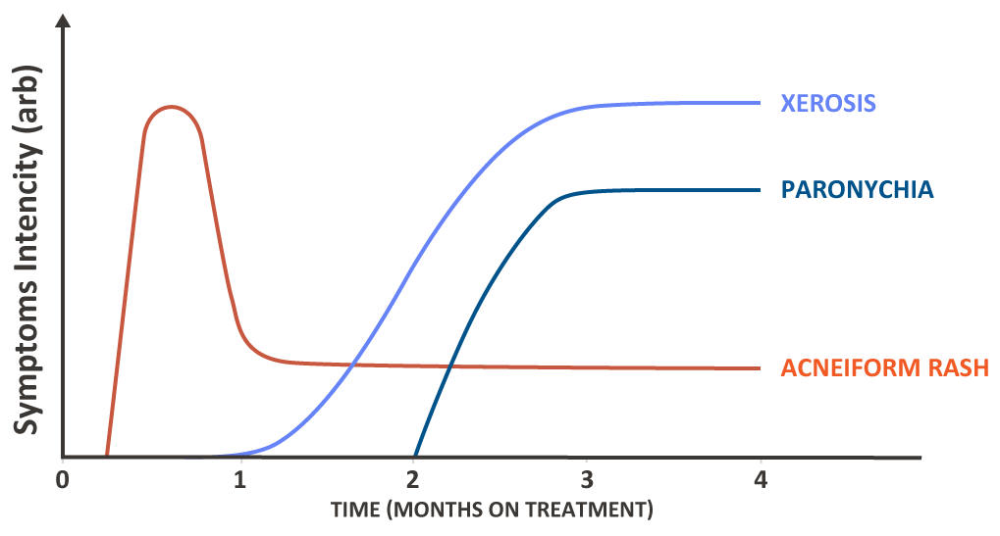 Symptoms Intencity (arb)
XEROSIS
PARONYCHIA
ACNEIFORM RASH
0 1 2 3 4
TIME (MONTHS ON TREATMENT)